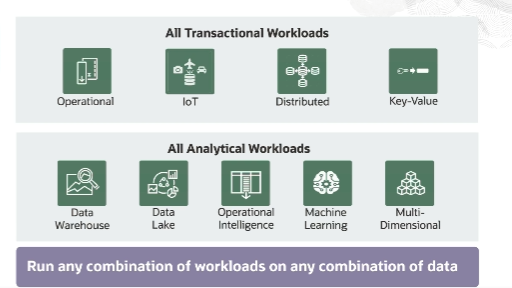 All Transactional Workloads
Operational
IoT
Distributed
Key-Value
All Analytical Workloads
Data
Warehouse
Data
Lake
Operational
Intelligence
Machine
Learning
Multi-
Dimensional
Run any combination of workloads on any combination of data